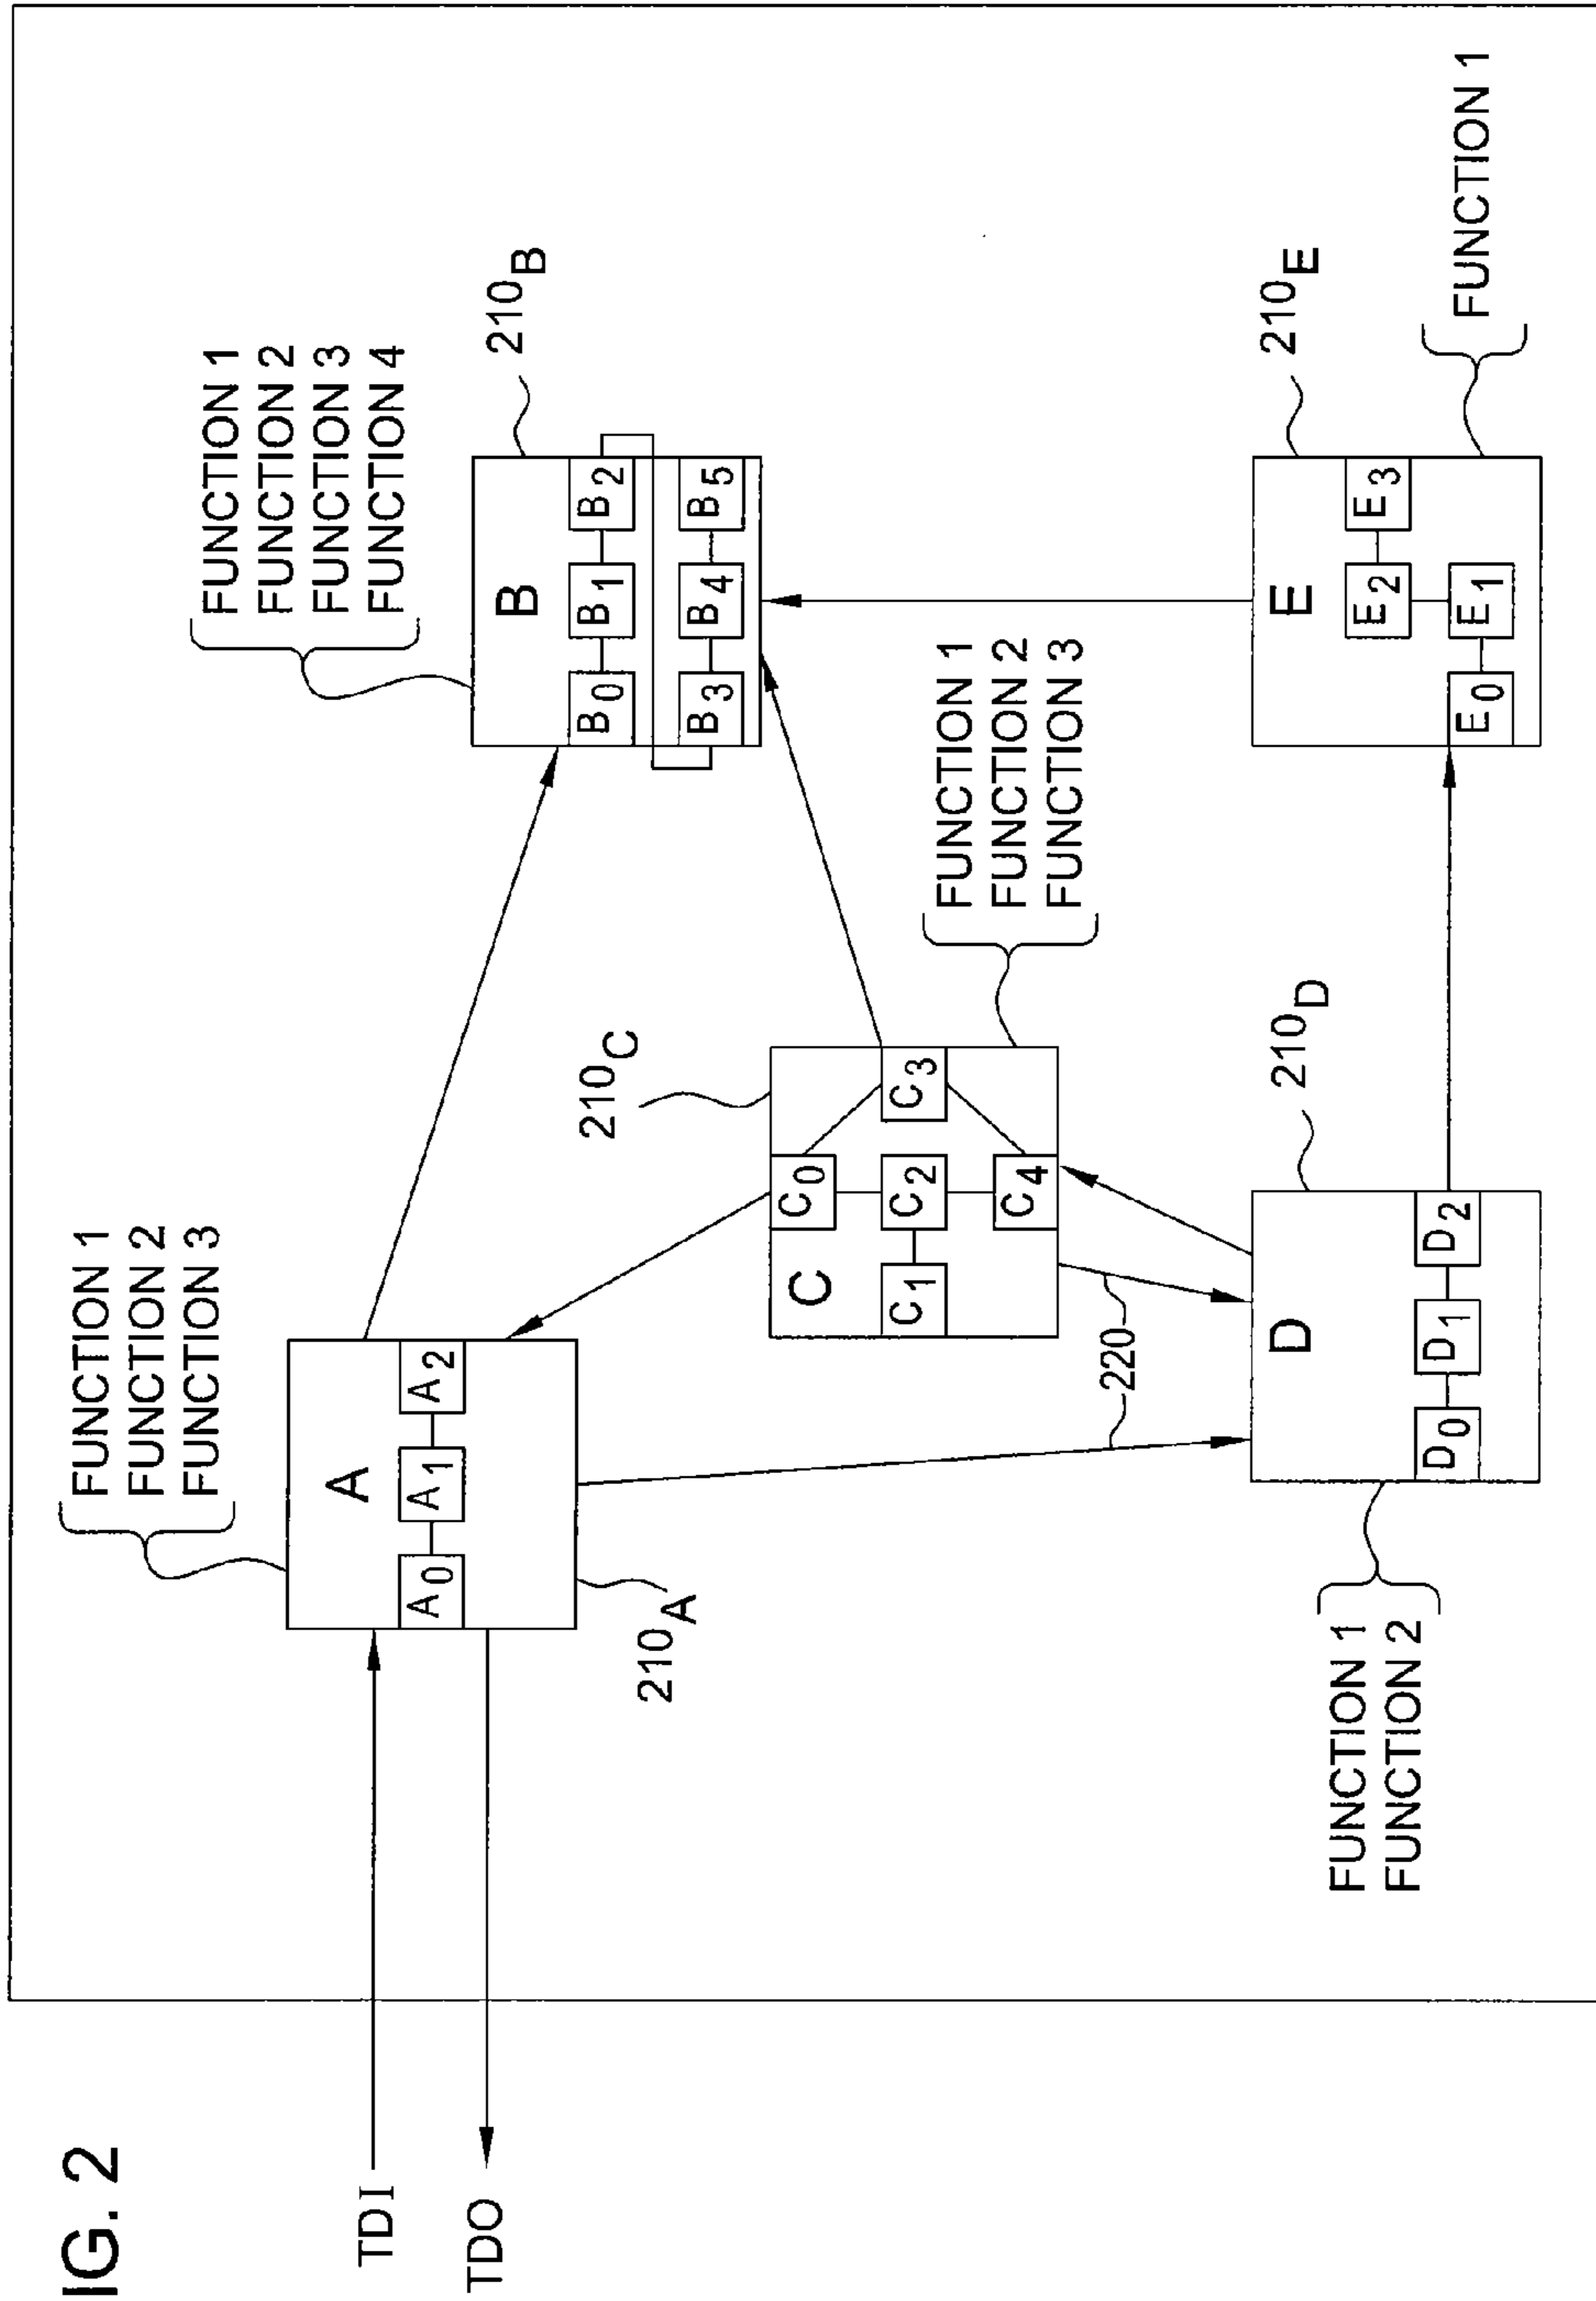 IG. 2
TDI
TDO
FUNCTION 1
FUNCTION 2
FUNCTION 3
A
A0 A1 A2
210A
FUNCTION 1
FUNCTION 2
FUNCTION 3
FUNCTION 4
B
B0 B1 B2
B3 B4 B5
210B
210C
C
C0
C1 C2 C3
C4
FUNCTION 1
FUNCTION 2
FUNCTION 3
220
D
D0 D1 D2
210D
FUNCTION 1
FUNCTION 2
E
E2 E3
E0 E1
210E
FUNCTION 1